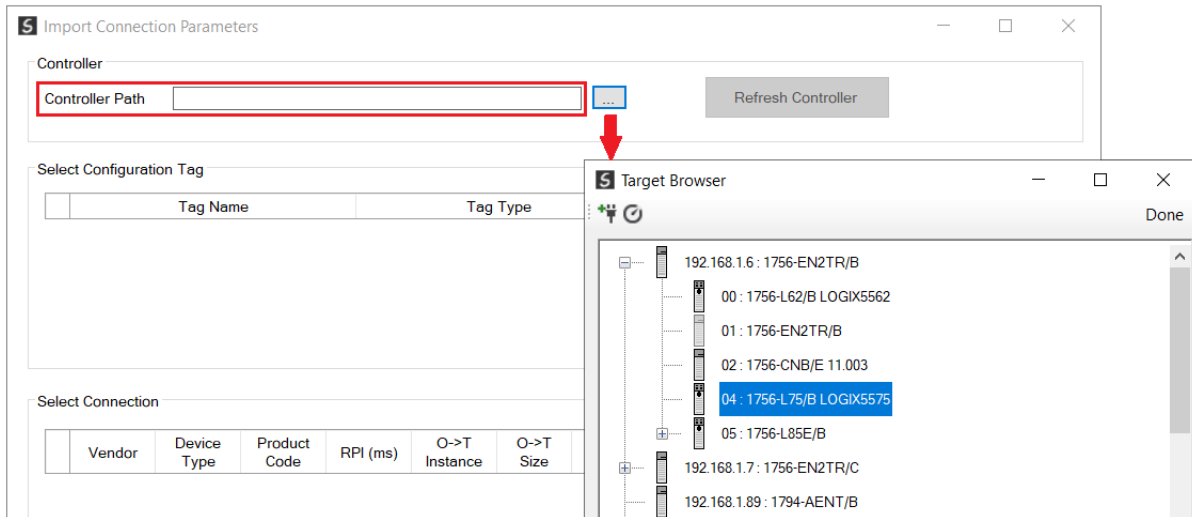 S Import Connection Parameters
Controller
Controller Path
...
Refresh Controller
Select Configuration Tag
Tag Name
Tag Type
S Target Browser
Done
192.168.1.6 : 1756-EN2TR/B
00 : 1756-L62/B LOGIX5562
01 : 1756-EN2TR/B
02 : 1756-CNB/E 11.003
04 : 1756-L75/B LOGIX5575
05 : 1756-L85E/B
192.168.1.7 : 1756-EN2TR/C
192.168.1.89 : 1794-AENT/B
Select Connection
Vendor
Device
Type
Product
Code
RPI (ms)
O->T
Instance
O->T
Size